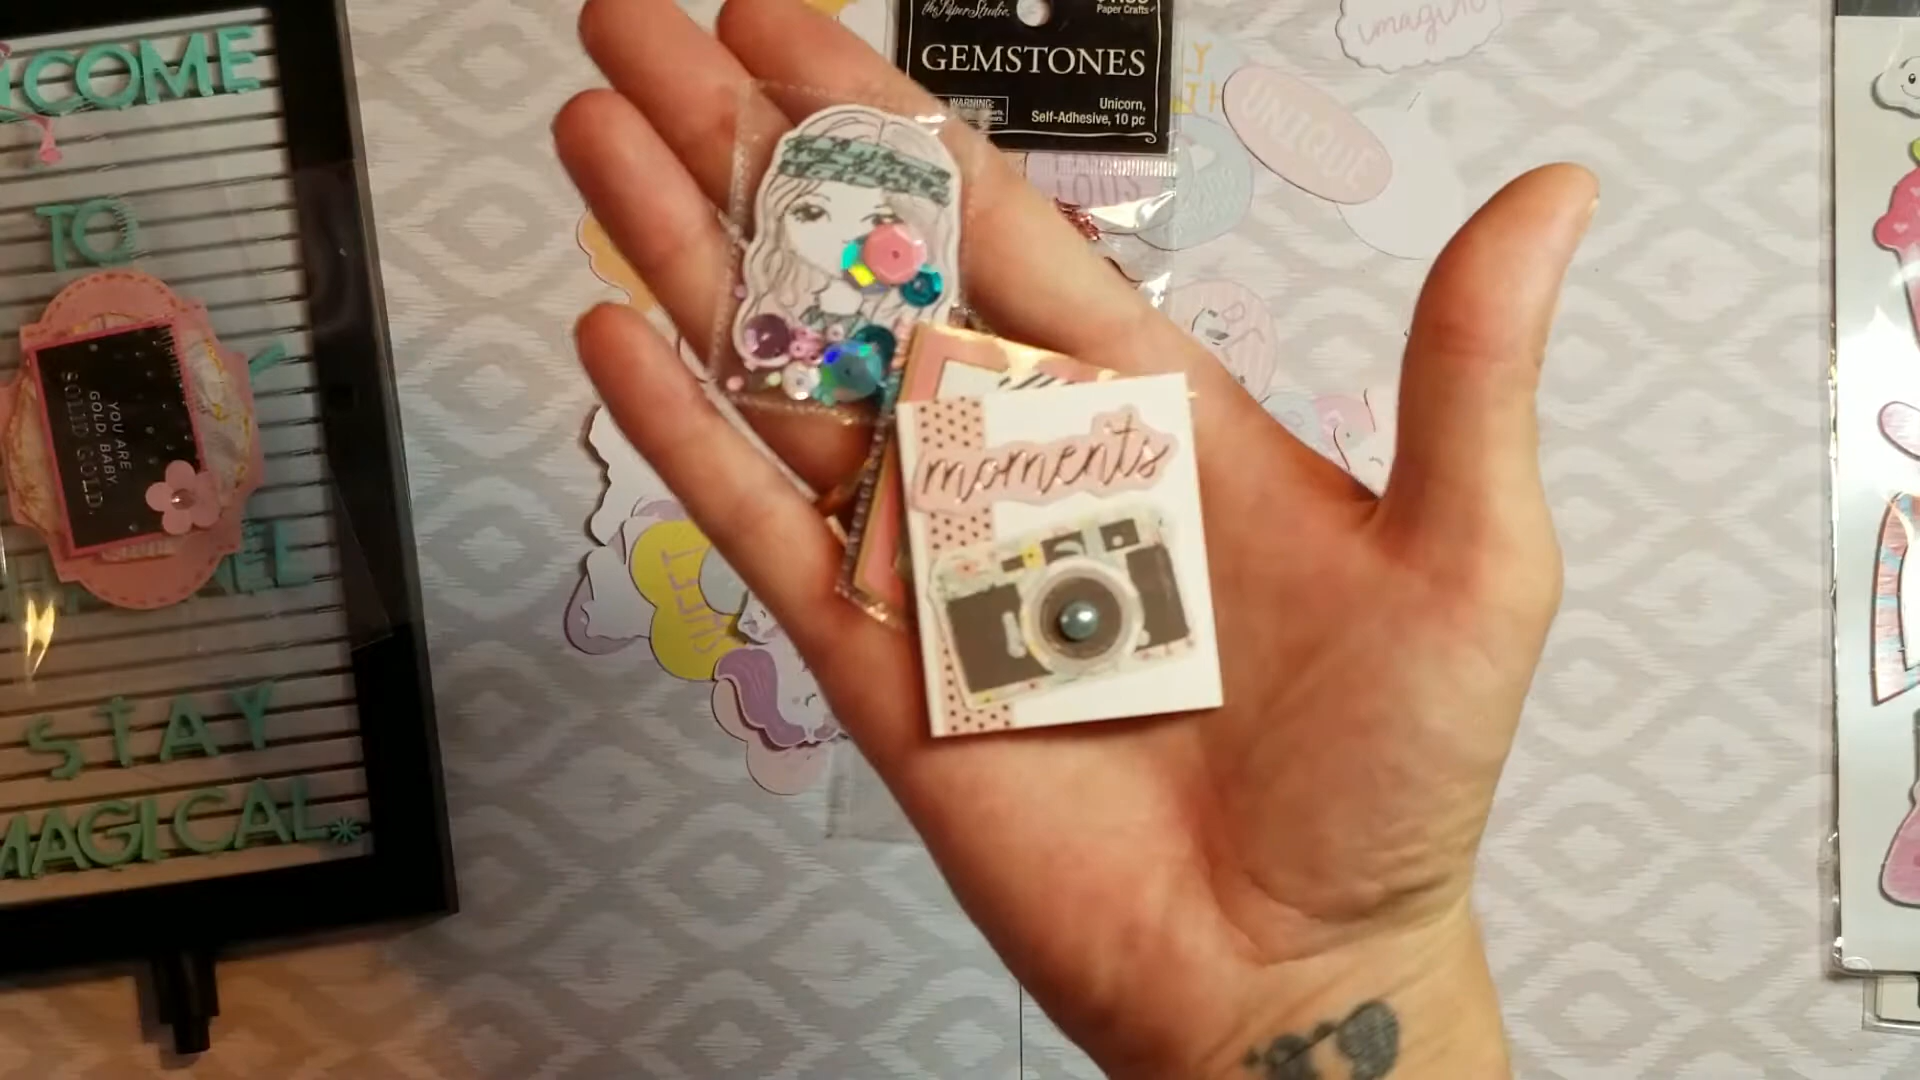 COME
TO
YOU ARE
GOLD, BABY.
SOLID GOLD.
STAY
MAGICAL*
the Paper Studio
Paper Crafts
GEMSTONES
WARNING:
Unicorn,
Self-Adhesive, 10 pc
imagine
UNIQUE
SWEET
moments